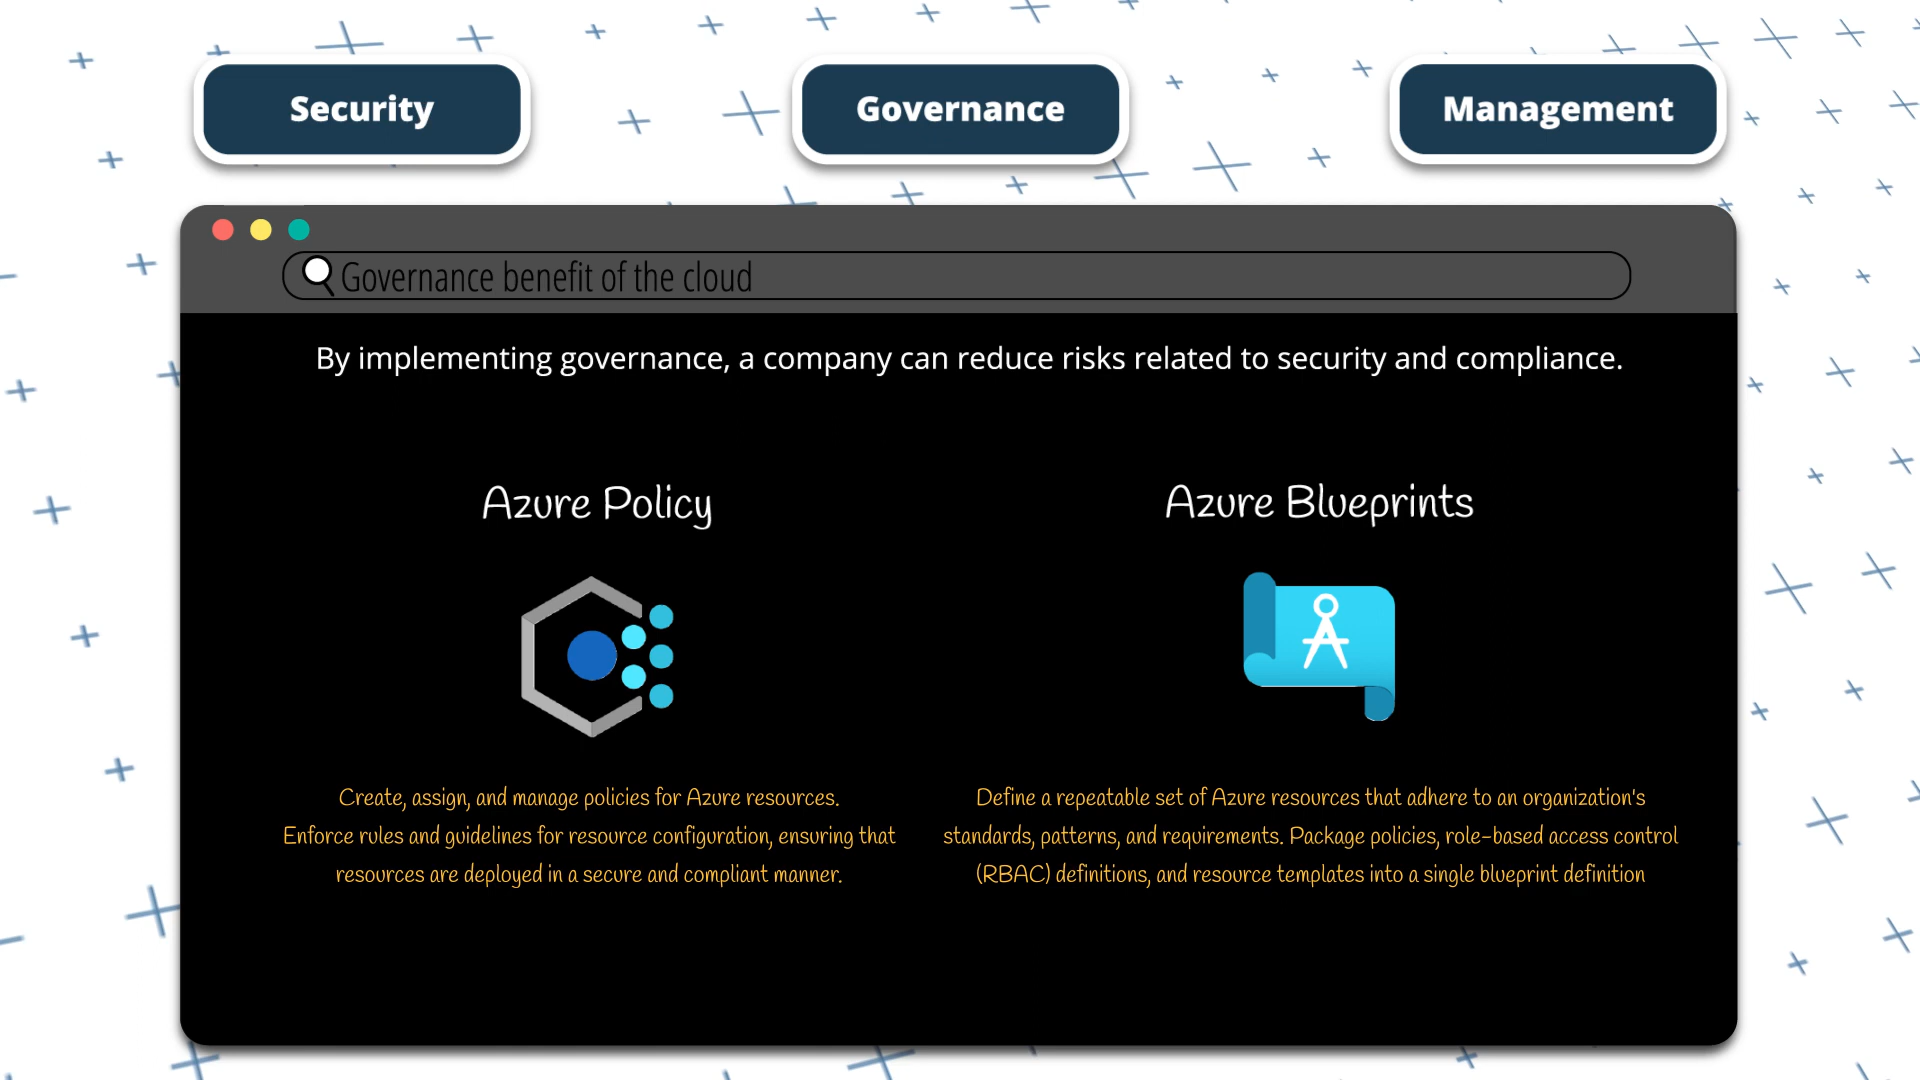 Security
Governance
Management
Governance benefit of the cloud
By implementing governance, a company can reduce risks related to security and compliance.
Azure Policy
Azure Blueprints
Create, assign, and manage policies for Azure resources.
Enforce rules and guidelines for resource configuration, ensuring that
resources are deployed in a secure and compliant manner.
Define a repeatable set of Azure resources that adhere to an organization's
standards, patterns, and requirements. Package policies, role-based access control
(RBAC) definitions, and resource templates into a single blueprint definition